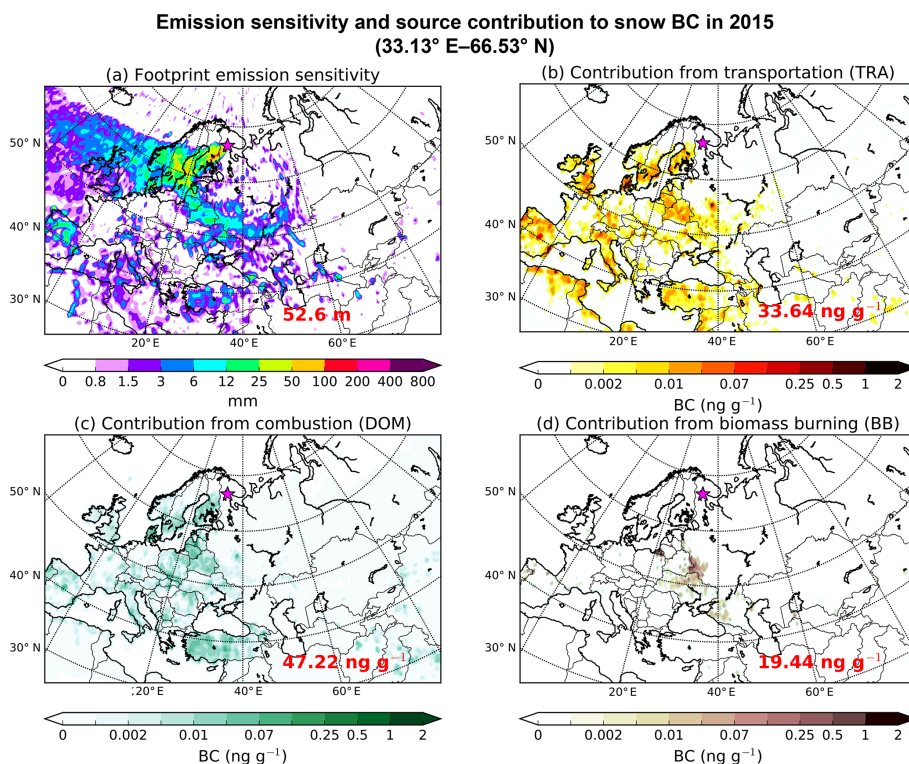 Emission sensitivity and source contribution to snow BC in 2015
(33.13° E–66.53° N)
(a) Footprint emission sensitivity
50° N
40° N
30° N
52.6 m
20°E 40°E 60°E
0 0.8 1.5 3 6 12 25 50 100 200 400 800
mm
(b) Contribution from transportation (TRA)
50° N
40° N
30° N
33.64 ng g⁻¹
20°E 40°E 60°E
0 0.002 0.01 0.07 0.25 0.5 1 2
BC (ng g⁻¹)
(c) Contribution from combustion (DOM)
50° N
40° N
30° N
47.22 ng g⁻¹
20°E 40°E 60°E
0 0.002 0.01 0.07 0.25 0.5 1 2
BC (ng g⁻¹)
(d) Contribution from biomass burning (BB)
50° N
40° N
30° N
19.44 ng g⁻¹
20°E 40°E 60°E
0 0.002 0.01 0.07 0.25 0.5 1 2
BC (ng g⁻¹)